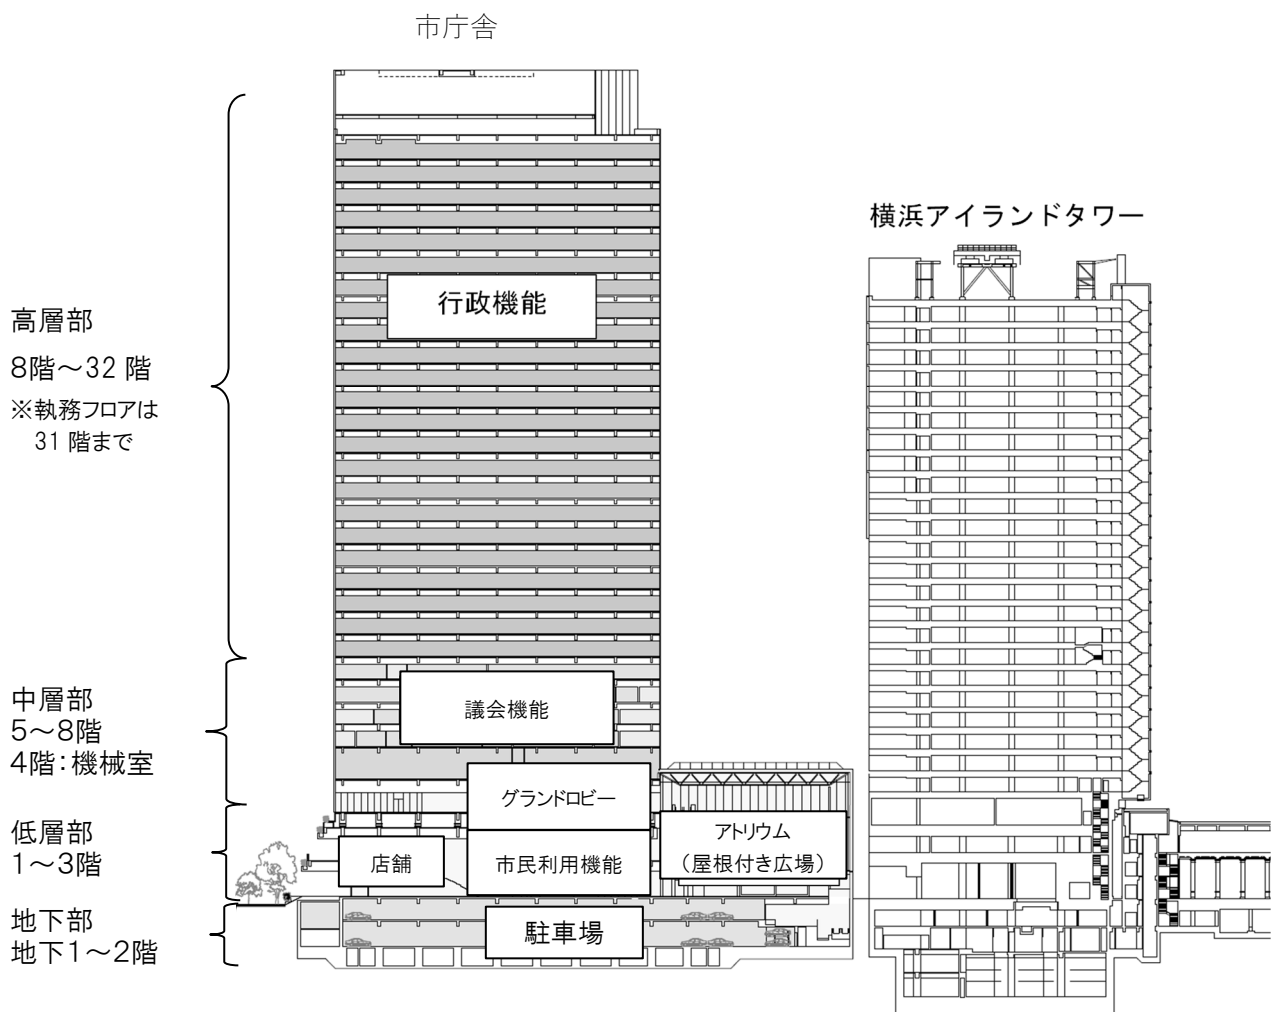 市庁舎
横浜アイランドタワー
行政機能
高層部
8階～32 階
※執務フロアは
31 階まで
議会機能
中層部
5～8階
4階：機械室
グランドロビー
アトリウム
（屋根付き広場）
店舗
市民利用機能
低層部
1～3階
駐車場
地下部
地下1～2階